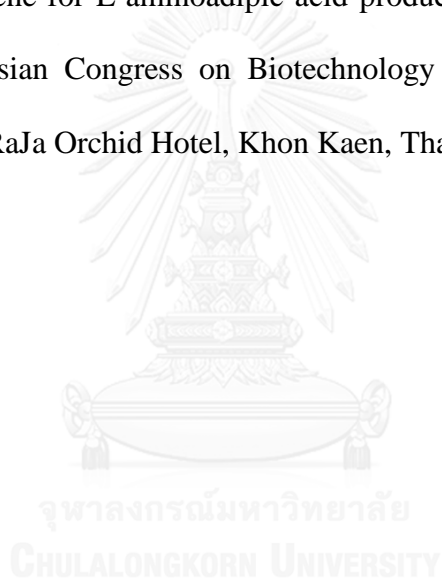 ene for L-aminoadipic acid produc
sian Congress on Biotechnology
RaJa Orchid Hotel, Khon Kaen, Tha
จุฬาลงกรณ์มหาวิทยาลัย
CHULALONGKORN UNIVERSITY